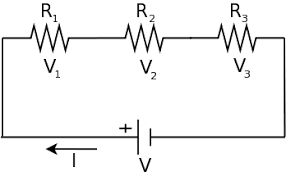 R1 R2 R3
V1 V2 V3
+
I V